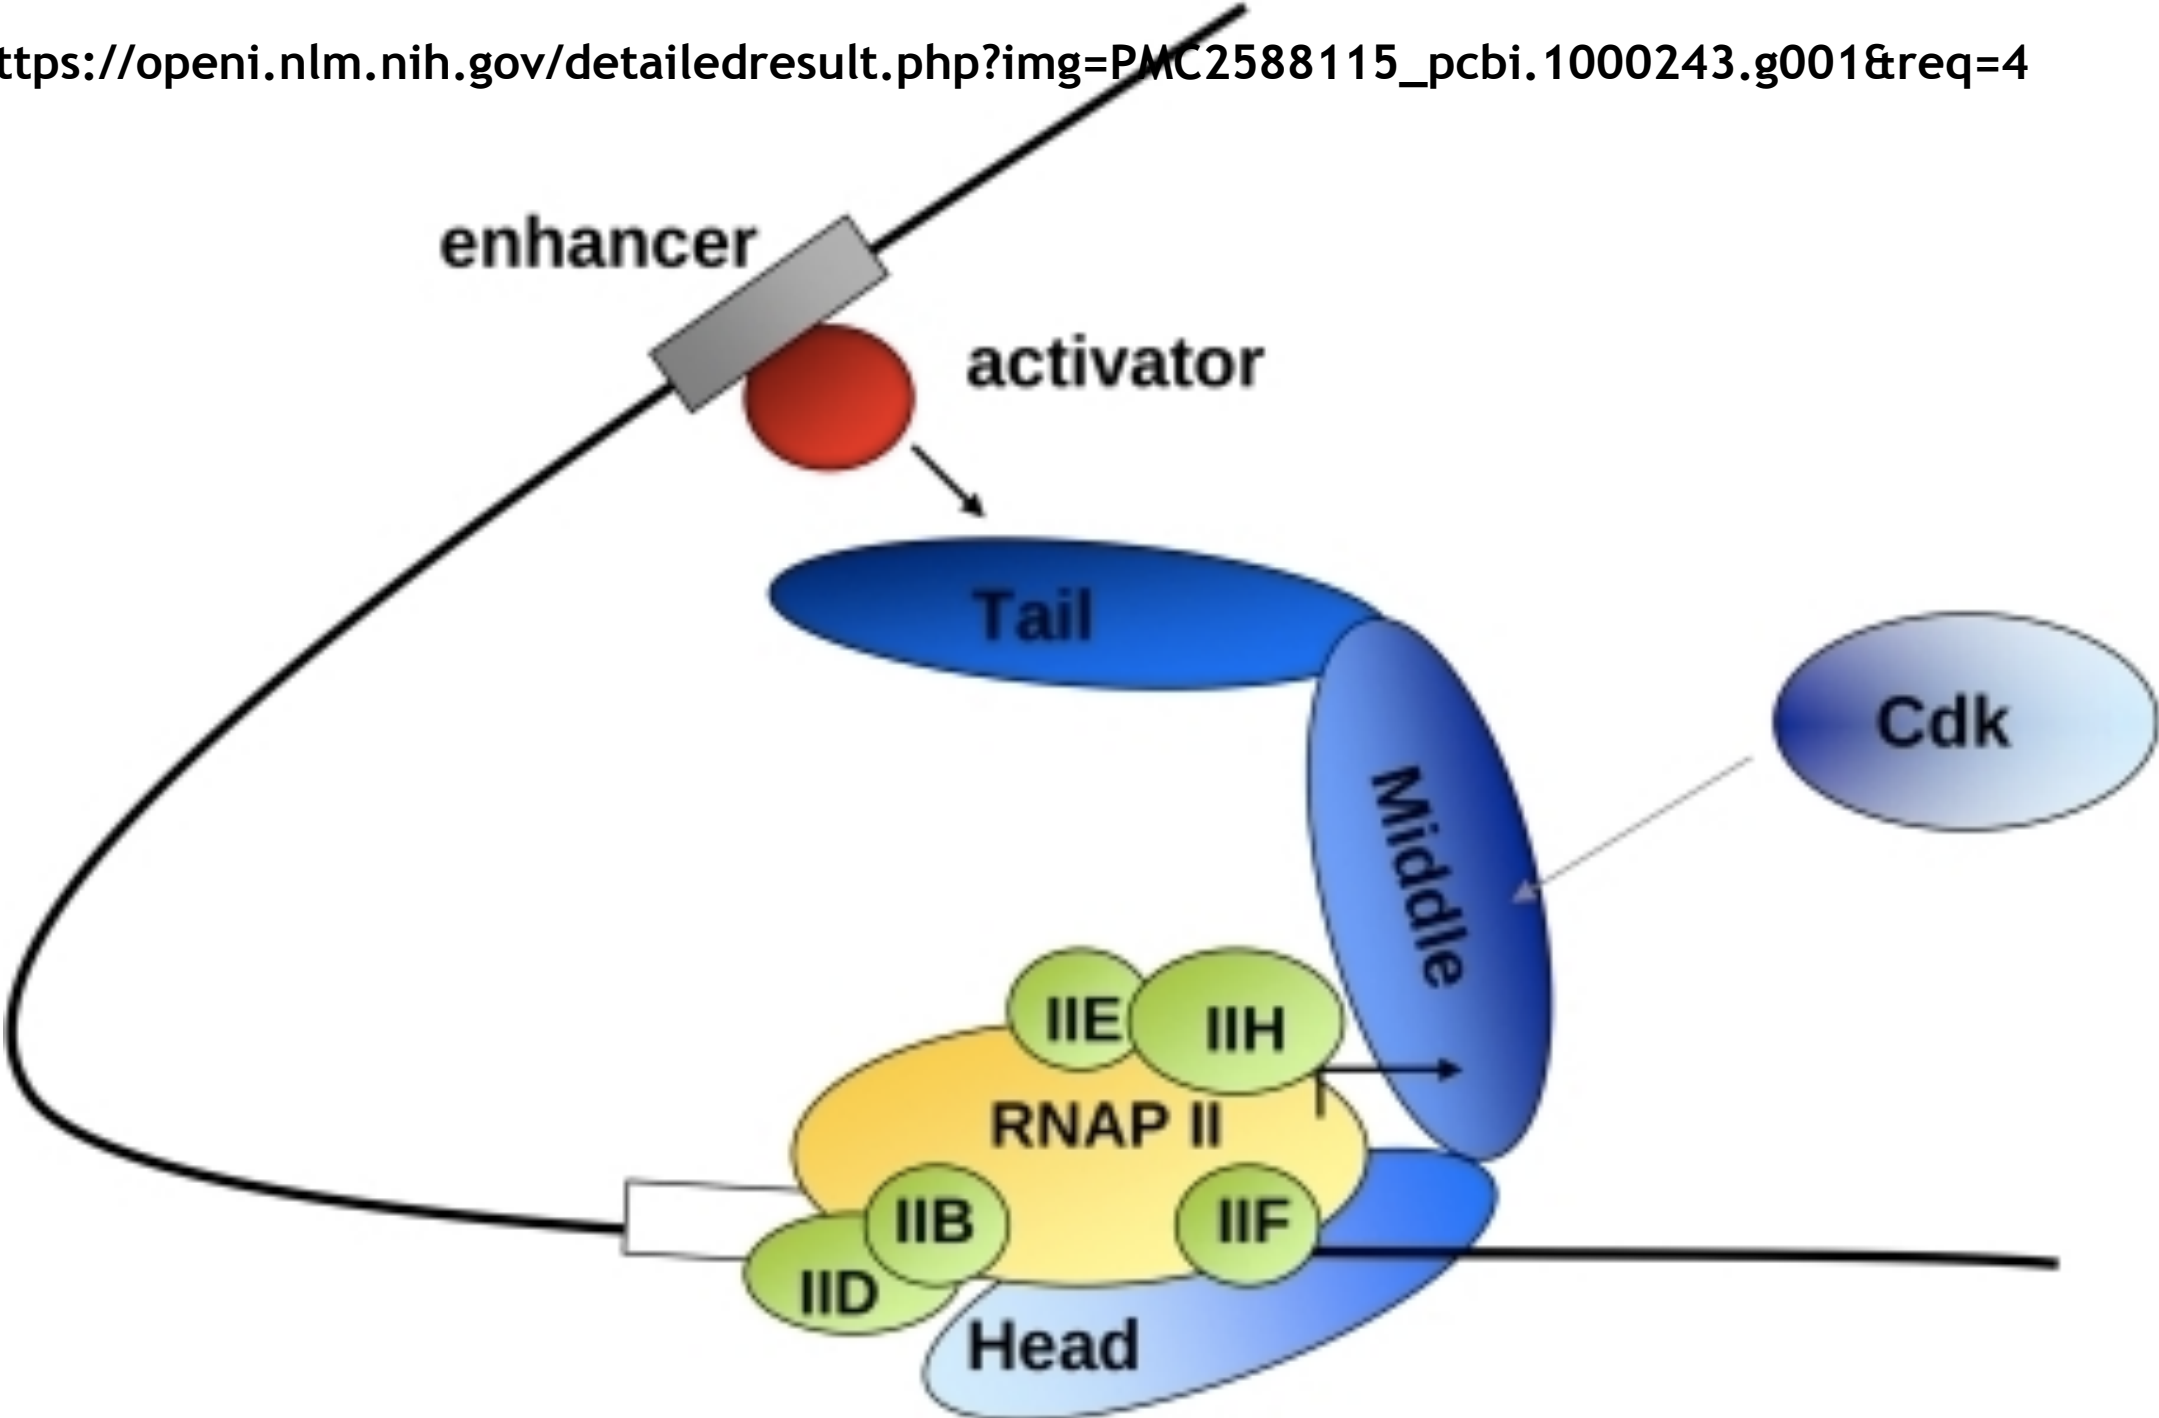 ttps://openi.nlm.nih.gov/detailedresult.php?img=PMC2588115_pcbi.1000243.g001&req=4
enhancer
activator
Tail
Cdk
Middle
IIE
IIH
RNAP II
IIB
IIF
IID
Head